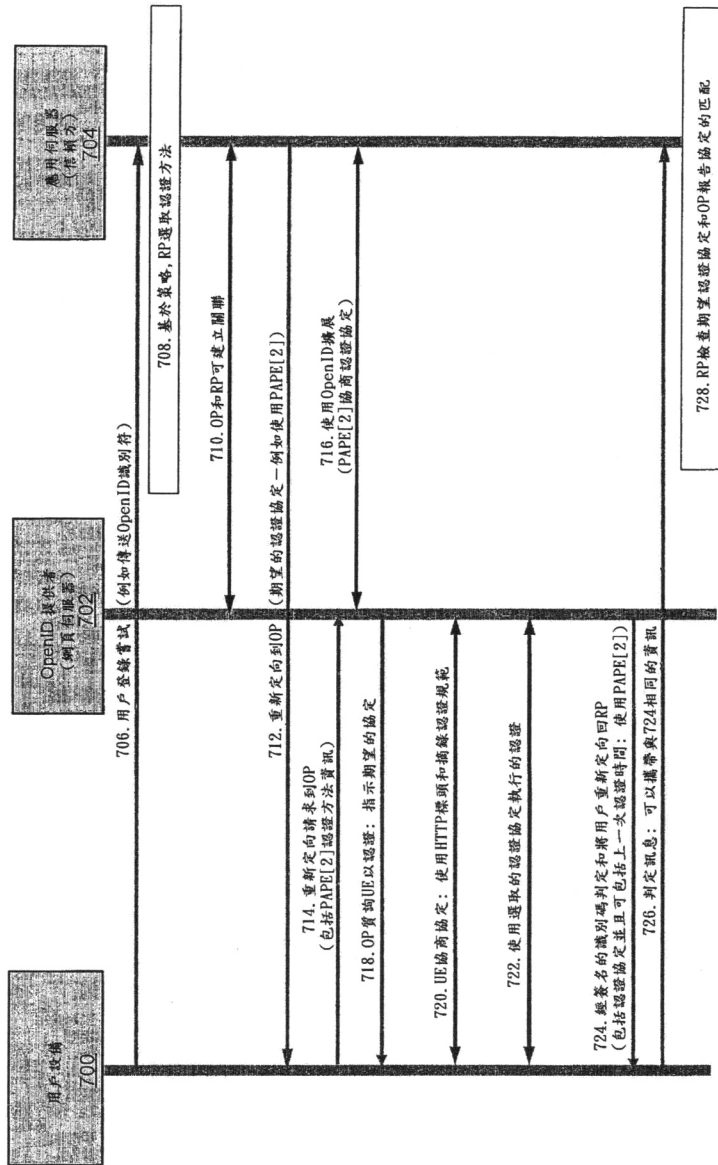 用戶設備
700
OpenID 提供者
(網頁伺服器)
702
應用伺服器
(信賴方)
704
706.用戶登錄嘗試 (例如傳送OpenID識別符)
708.基於策略,RP選取認證方法
710.OP和RP可建立關聯
712.重新定向到OP (期望的認證協定－例如使用PAPE[2])
714.重新定向請求到OP
(包括PAPE[2]認證方法資訊)
716.使用OpenID擴展
(PAPE[2]協商認證協定)
718.OP質詢UE以認證: 指示期望的協定
720.UE協商協定: 使用HTTP標頭和摘錄認證規範
722.使用選取的認證協定執行的認證
724.經簽名的識別碼判定和將用戶重新定向回RP
(包括認證協定並且可包括上一次認證時間: 使用PAPE[2])
726.判定訊息: 可以攜帶與724相同的資訊
728.RP檢查期望認證協定和OP報告協定的匹配